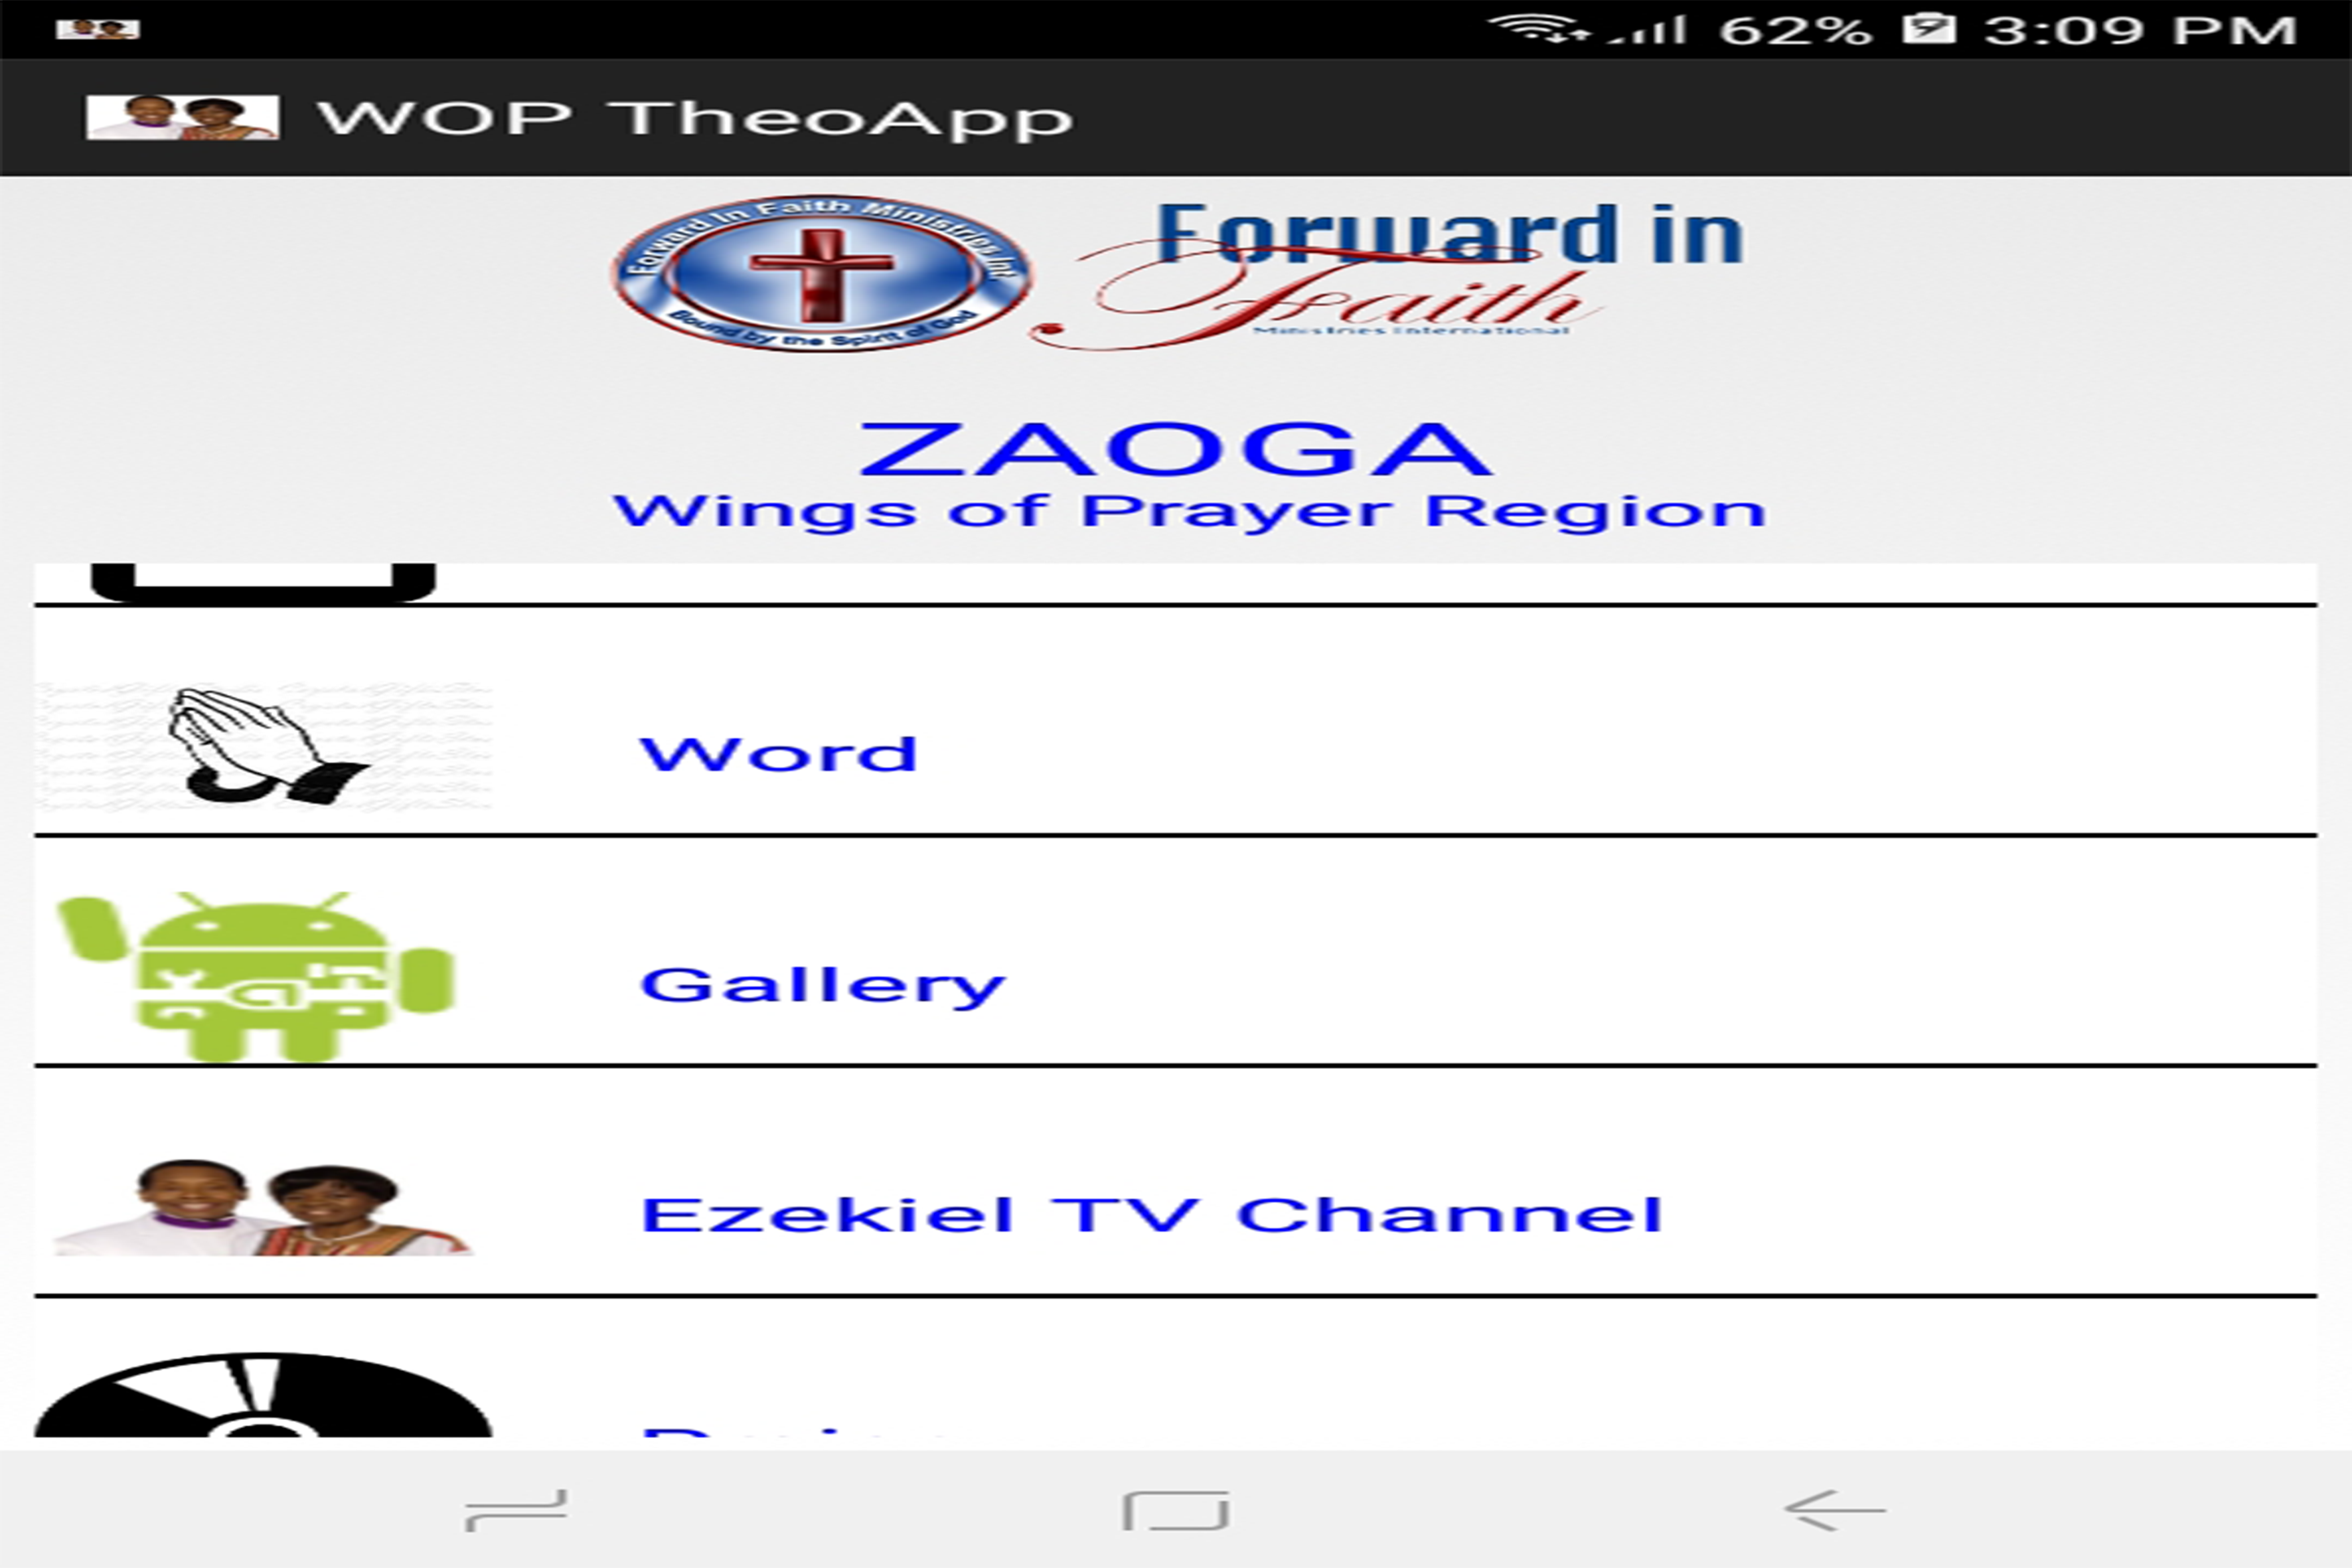 62% 3:09 PM
WOP TheoApp
Forward In Faith Ministries Int.
Bound by the Spirit of God
Forward in
Faith
Ministries International
ZAOGA
Wings of Prayer Region
Word
Gallery
Ezekiel TV Channel